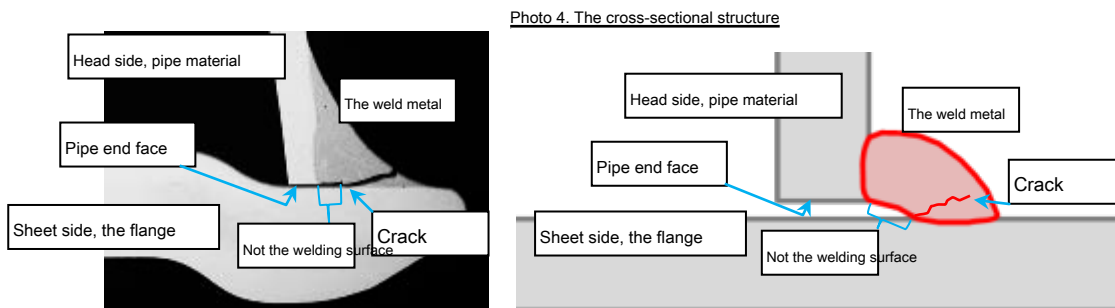 Photo 4. The cross-sectional structure
Head side, pipe material
The weld metal
Pipe end face
Sheet side, the flange
Not the welding surface
Crack
Head side, pipe material
The weld metal
Pipe end face
Crack
Sheet side, the flange
Not the welding surface